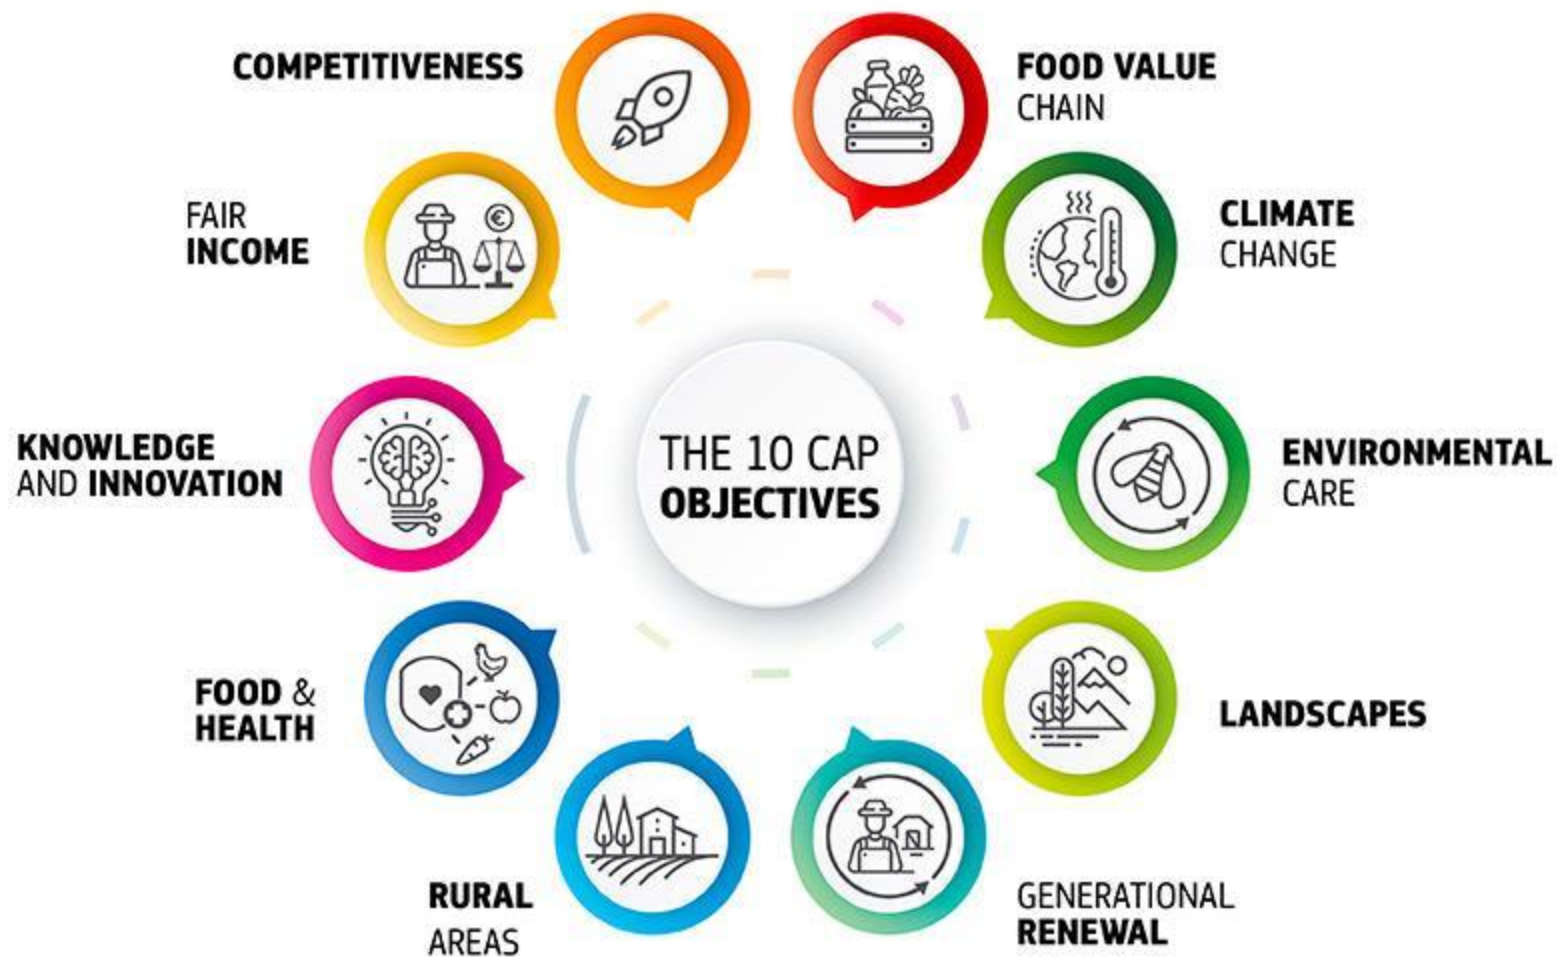 THE 10 CAP
OBJECTIVES
COMPETITIVENESS
FOOD VALUE
CHAIN
CLIMATE
CHANGE
ENVIRONMENTAL
CARE
LANDSCAPES
GENERATIONAL
RENEWAL
RURAL
AREAS
FOOD &
HEALTH
KNOWLEDGE
AND INNOVATION
FAIR
INCOME
€